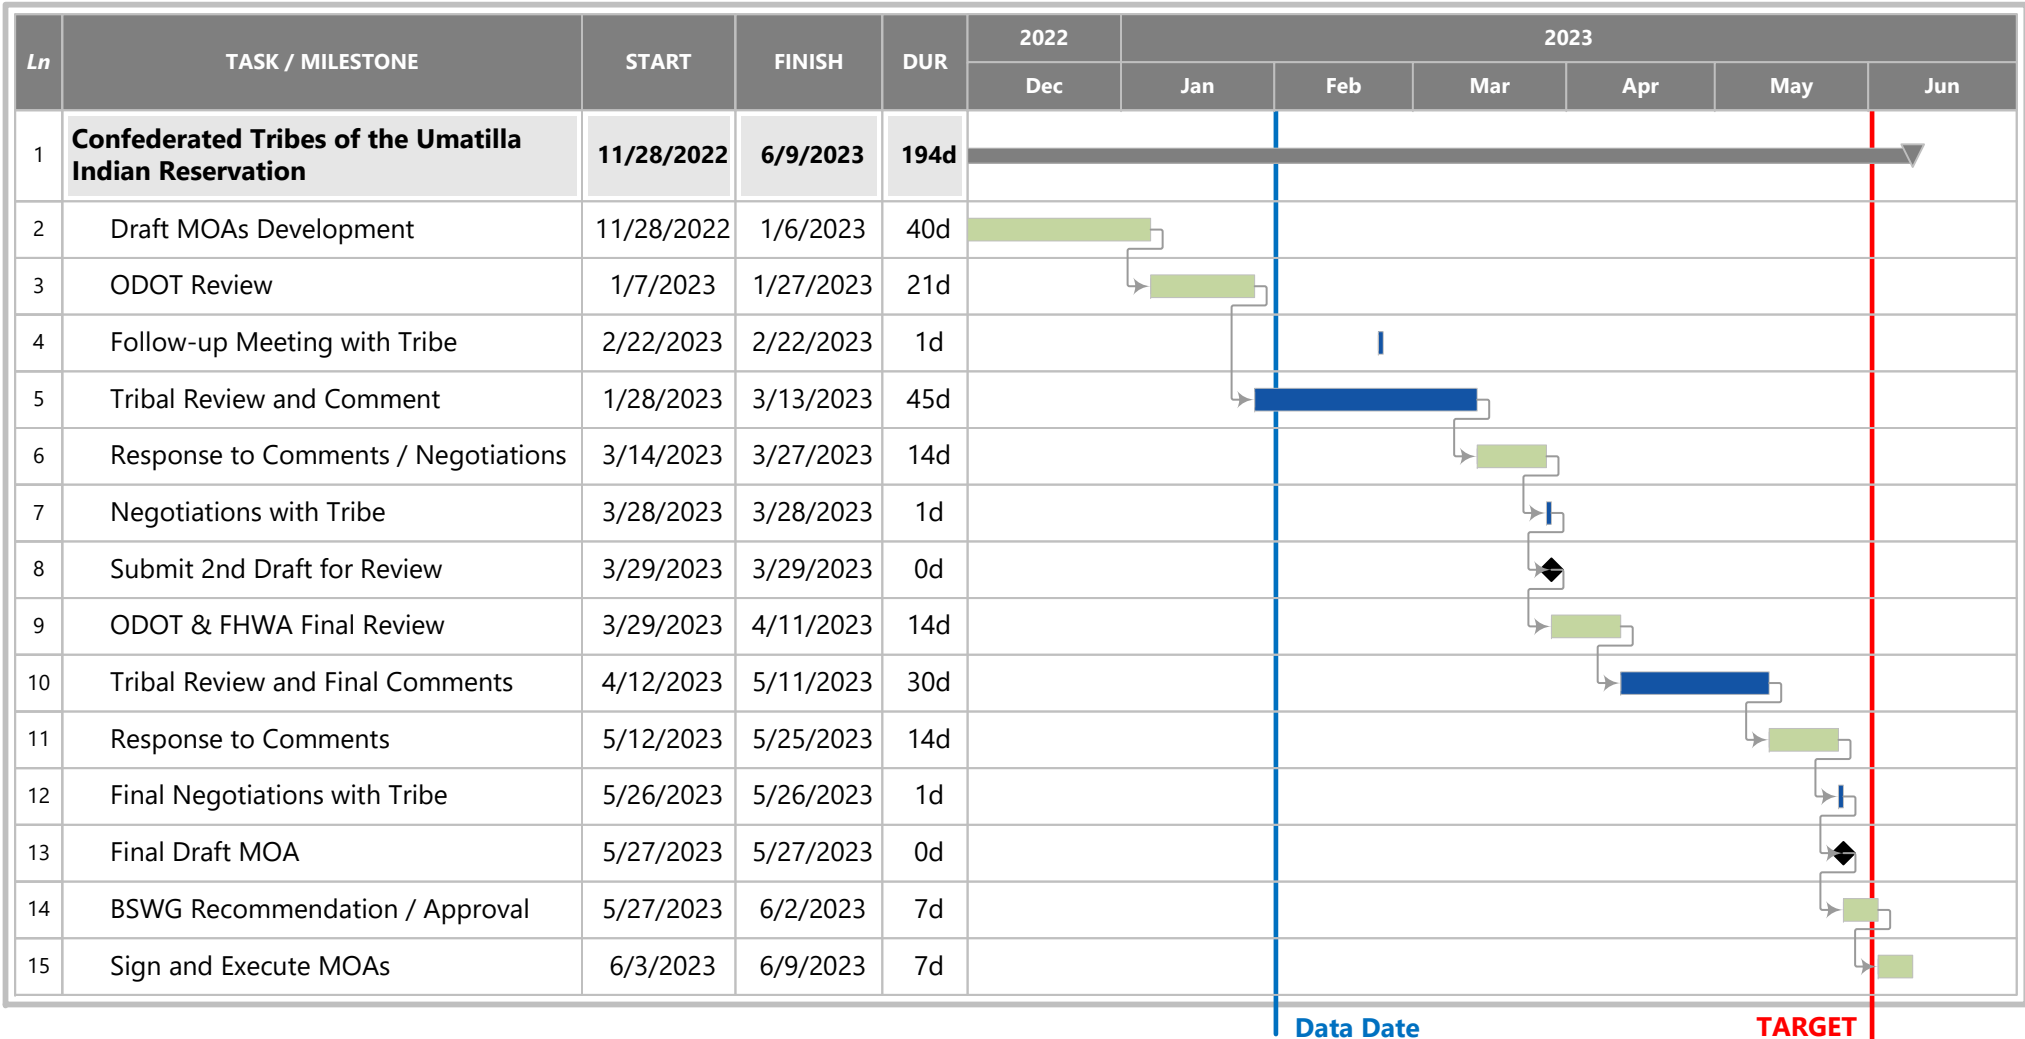 Ln TASK / MILESTONE START FINISH DUR 2022 2023
Dec Jan Feb Mar Apr May Jun
1 Confederated Tribes of the Umatilla Indian Reservation 11/28/2022 6/9/2023 194d
2 Draft MOAs Development 11/28/2022 1/6/2023 40d
3 ODOT Review 1/7/2023 1/27/2023 21d
4 Follow-up Meeting with Tribe 2/22/2023 2/22/2023 1d
5 Tribal Review and Comment 1/28/2023 3/13/2023 45d
6 Response to Comments / Negotiations 3/14/2023 3/27/2023 14d
7 Negotiations with Tribe 3/28/2023 3/28/2023 1d
8 Submit 2nd Draft for Review 3/29/2023 3/29/2023 0d
9 ODOT & FHWA Final Review 3/29/2023 4/11/2023 14d
10 Tribal Review and Final Comments 4/12/2023 5/11/2023 30d
11 Response to Comments 5/12/2023 5/25/2023 14d
12 Final Negotiations with Tribe 5/26/2023 5/26/2023 1d
13 Final Draft MOA 5/27/2023 5/27/2023 0d
14 BSWG Recommendation / Approval 5/27/2023 6/2/2023 7d
15 Sign and Execute MOAs 6/3/2023 6/9/2023 7d
Data Date TARGET